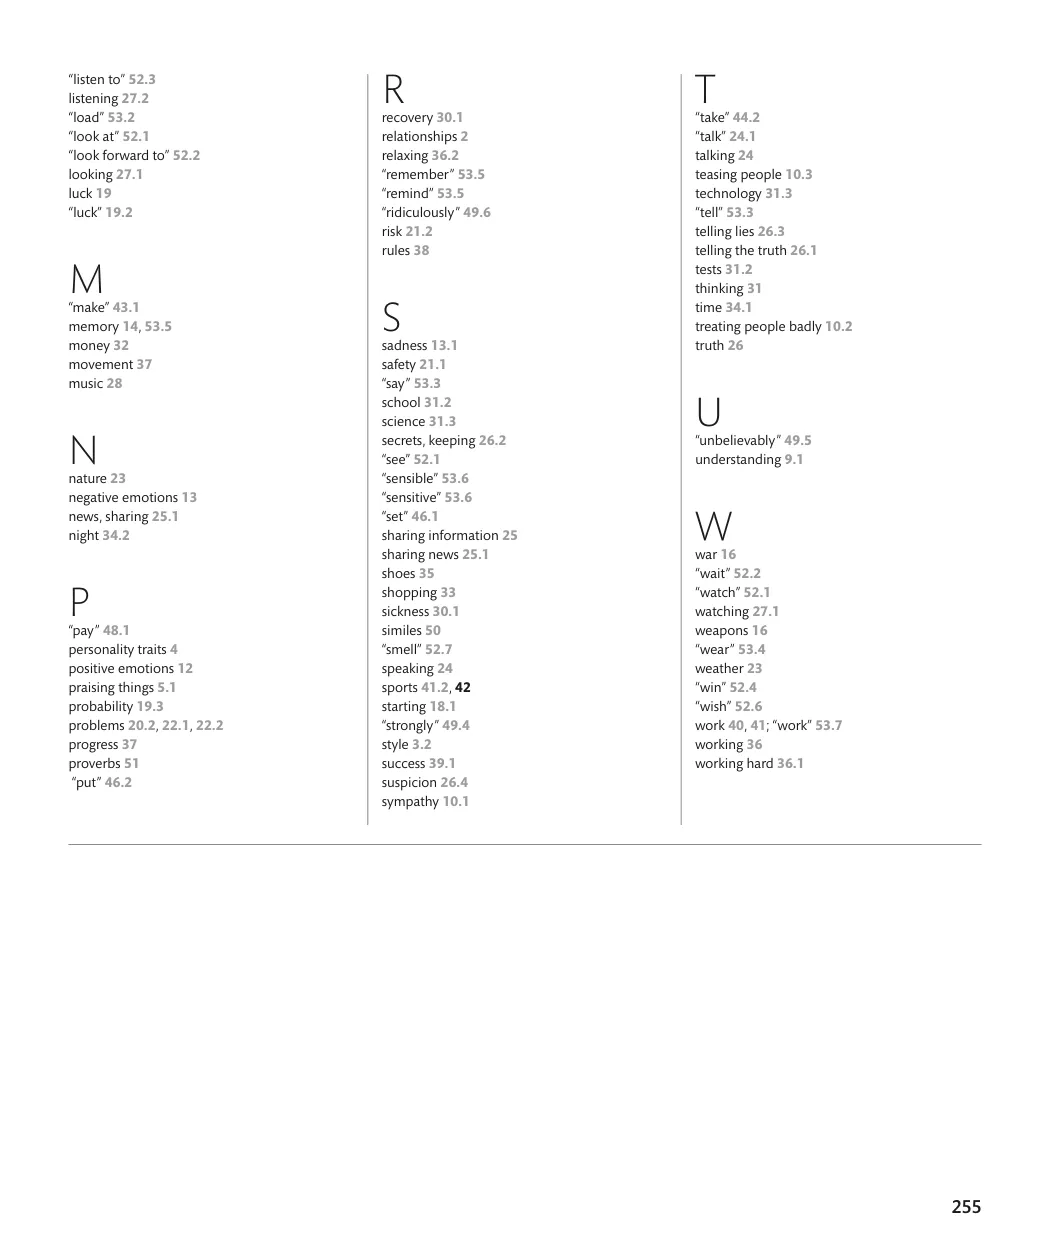 “listen to” 52.3
listening 27.2
“load” 53.2
“look at” 52.1
“look forward to” 52.2
looking 27.1
luck 19
“luck” 19.2
M
“make” 43.1
memory 14, 53.5
money 32
movement 37
music 28
N
nature 23
negative emotions 13
news, sharing 25.1
night 34.2
P
“pay” 48.1
personality traits 4
positive emotions 12
praising things 5.1
probability 19.3
problems 20.2, 22.1, 22.2
progress 37
proverbs 51
“put” 46.2
R
recovery 30.1
relationships 2
relaxing 36.2
“remember” 53.5
“remind” 53.5
“ridiculously” 49.6
risk 21.2
rules 38
S
sadness 13.1
safety 21.1
“say” 53.3
school 31.2
science 31.3
secrets, keeping 26.2
“see” 52.1
“sensible” 53.6
“sensitive” 53.6
“set” 46.1
sharing information 25
sharing news 25.1
shoes 35
shopping 33
sickness 30.1
similes 50
“smell” 52.7
speaking 24
sports 41.2, 42
starting 18.1
“strongly” 49.4
style 3.2
success 39.1
suspicion 26.4
sympathy 10.1
T
“take” 44.2
“talk” 24.1
talking 24
teasing people 10.3
technology 31.3
“tell” 53.3
telling lies 26.3
telling the truth 26.1
tests 31.2
thinking 31
time 34.1
treating people badly 10.2
truth 26
U
“unbelievably” 49.5
understanding 9.1
W
war 16
“wait” 52.2
“watch” 52.1
watching 27.1
weapons 16
“wear” 53.4
weather 23
“win” 52.4
“wish” 52.6
work 40, 41; “work” 53.7
working 36
working hard 36.1
255